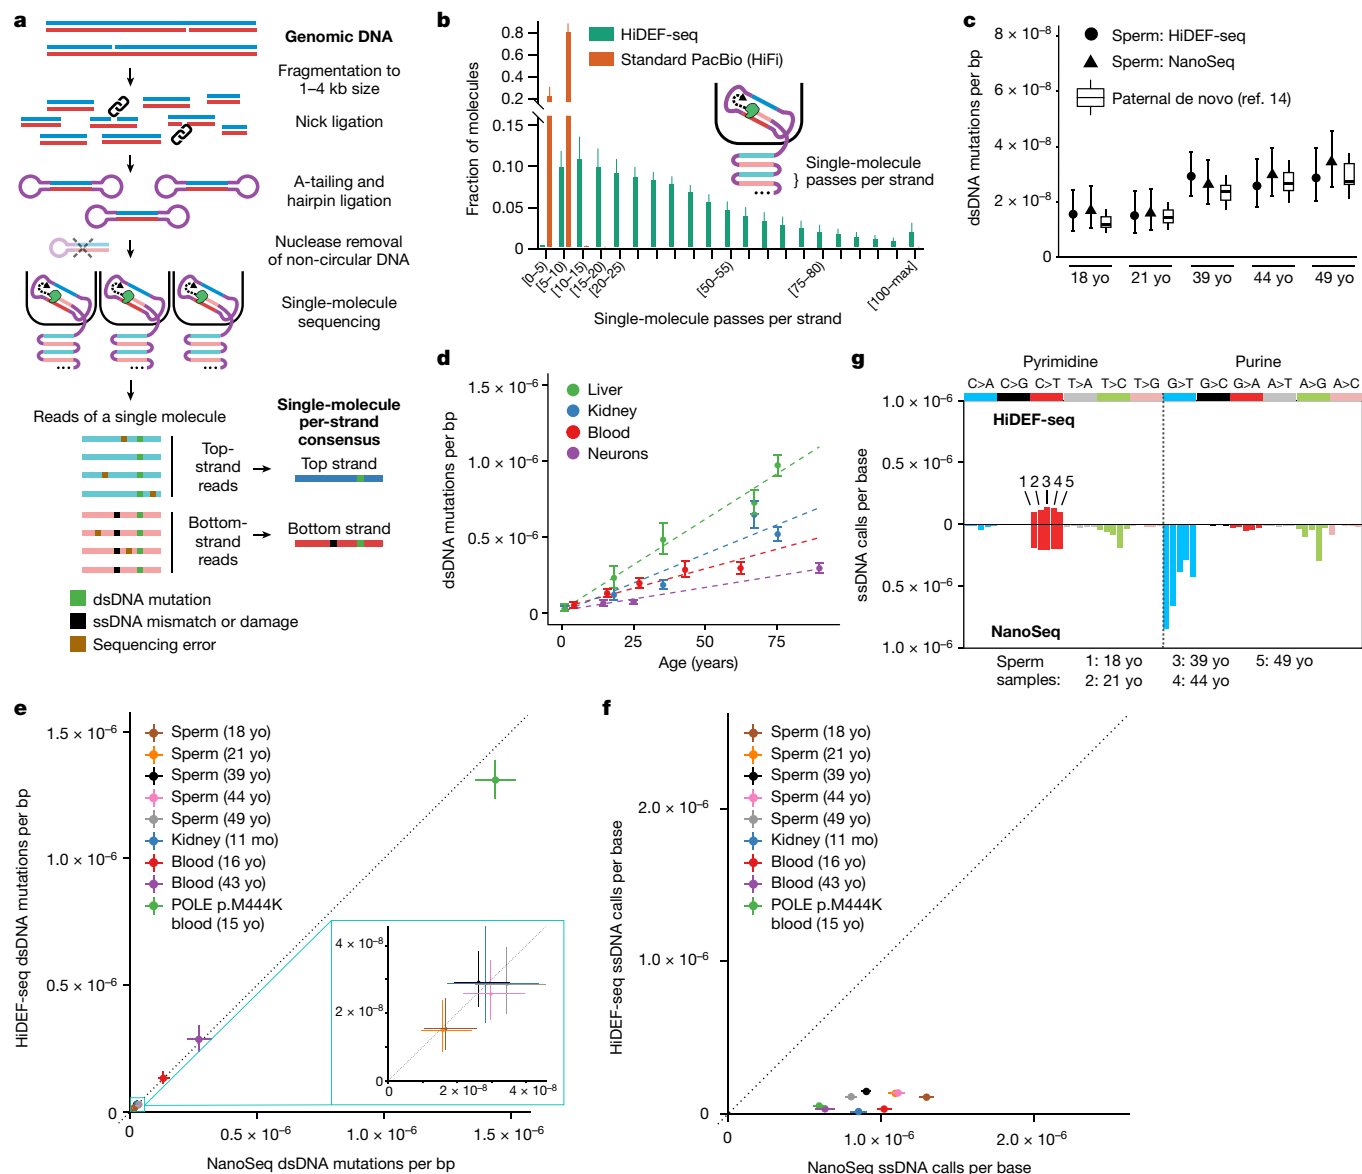 a
Genomic DNA
Fragmentation to
1–4 kb size
Nick ligation
A-tailing and
hairpin ligation
Nuclease removal
of non-circular DNA
Single-molecule
sequencing
Reads of a single molecule
Single-molecule
per-strand
consensus
Top-
strand
reads
Top strand
Bottom-
strand
reads
Bottom strand
dsDNA mutation
ssDNA mismatch or damage
Sequencing error
b
HiDEF-seq
Standard PacBio (HiFi)
Fraction of molecules
0.8
0.6
0.4
0.2
0.15
0.10
0.05
0
Single-molecule
} passes per strand
[0–5)
[5–10)
[10–15)
[15–20)
[20–25)
[50–55)
[75–80)
[100–max]
Single-molecule passes per strand
c
dsDNA mutations per bp
8 × 10⁻⁸
6 × 10⁻⁸
4 × 10⁻⁸
2 × 10⁻⁸
0
Sperm: HiDEF-seq
Sperm: NanoSeq
Paternal de novo (ref. 14)
18 yo
21 yo
39 yo
44 yo
49 yo
d
dsDNA mutations per bp
1.5 × 10⁻⁶
1.0 × 10⁻⁶
0.5 × 10⁻⁶
0
Liver
Kidney
Blood
Neurons
0
25
50
75
Age (years)
g
Pyrimidine
Purine
C>A C>G C>T T>A T>C T>G G>T G>C G>A A>T A>G A>C
ssDNA calls per base
1.0 × 10⁻⁶
0.5 × 10⁻⁶
0
0.5 × 10⁻⁶
1.0 × 10⁻⁶
HiDEF-seq
1 2 3 4 5
NanoSeq
Sperm
samples:
1: 18 yo
2: 21 yo
3: 39 yo
4: 44 yo
5: 49 yo
e
HiDEF-seq dsDNA mutations per bp
1.5 × 10⁻⁶
1.0 × 10⁻⁶
0.5 × 10⁻⁶
0
Sperm (18 yo)
Sperm (21 yo)
Sperm (39 yo)
Sperm (44 yo)
Sperm (49 yo)
Kidney (11 mo)
Blood (16 yo)
Blood (43 yo)
POLE p.M444K
blood (15 yo)
4 × 10⁻⁸
2 × 10⁻⁸
0
0
2 × 10⁻⁸
4 × 10⁻⁸
0
0.5 × 10⁻⁶
1.0 × 10⁻⁶
1.5 × 10⁻⁶
NanoSeq dsDNA mutations per bp
f
HiDEF-seq ssDNA calls per base
2.0 × 10⁻⁶
1.0 × 10⁻⁶
0
Sperm (18 yo)
Sperm (21 yo)
Sperm (39 yo)
Sperm (44 yo)
Sperm (49 yo)
Kidney (11 mo)
Blood (16 yo)
Blood (43 yo)
POLE p.M444K
blood (15 yo)
0
1.0 × 10⁻⁶
2.0 × 10⁻⁶
NanoSeq ssDNA calls per base